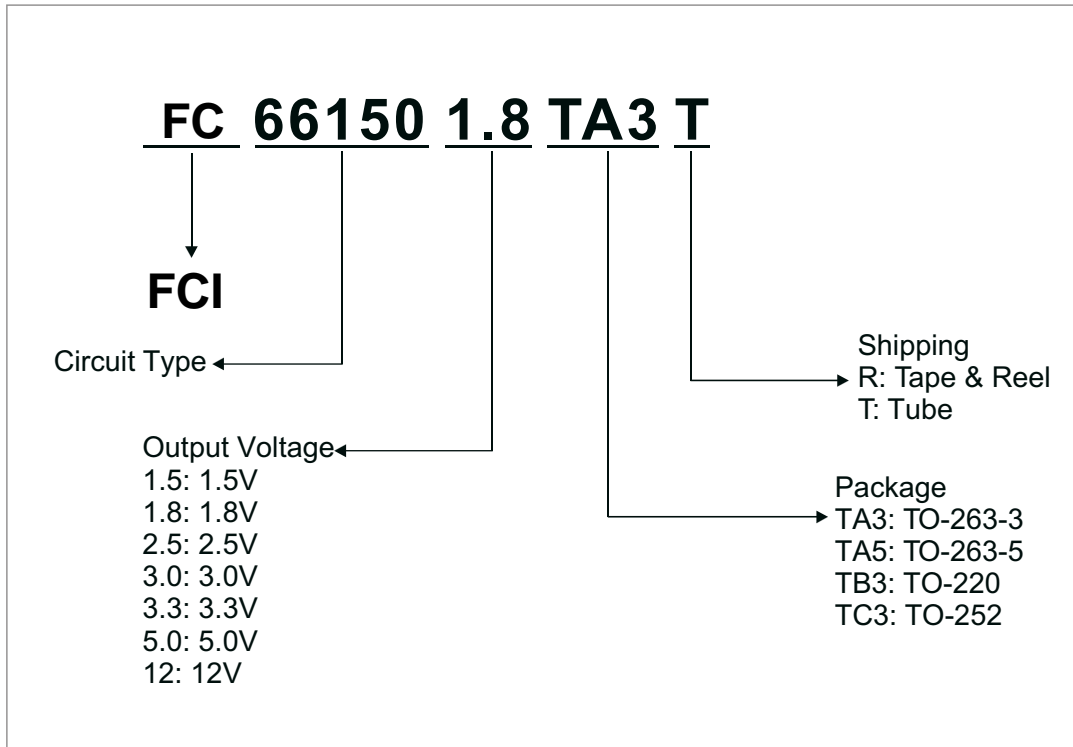 FC 66150 1.8 TA3 T
FCI
Circuit Type
Output Voltage
1.5: 1.5V
1.8: 1.8V
2.5: 2.5V
3.0: 3.0V
3.3: 3.3V
5.0: 5.0V
12: 12V
Shipping
R: Tape & Reel
T: Tube
Package
TA3: TO-263-3
TA5: TO-263-5
TB3: TO-220
TC3: TO-252